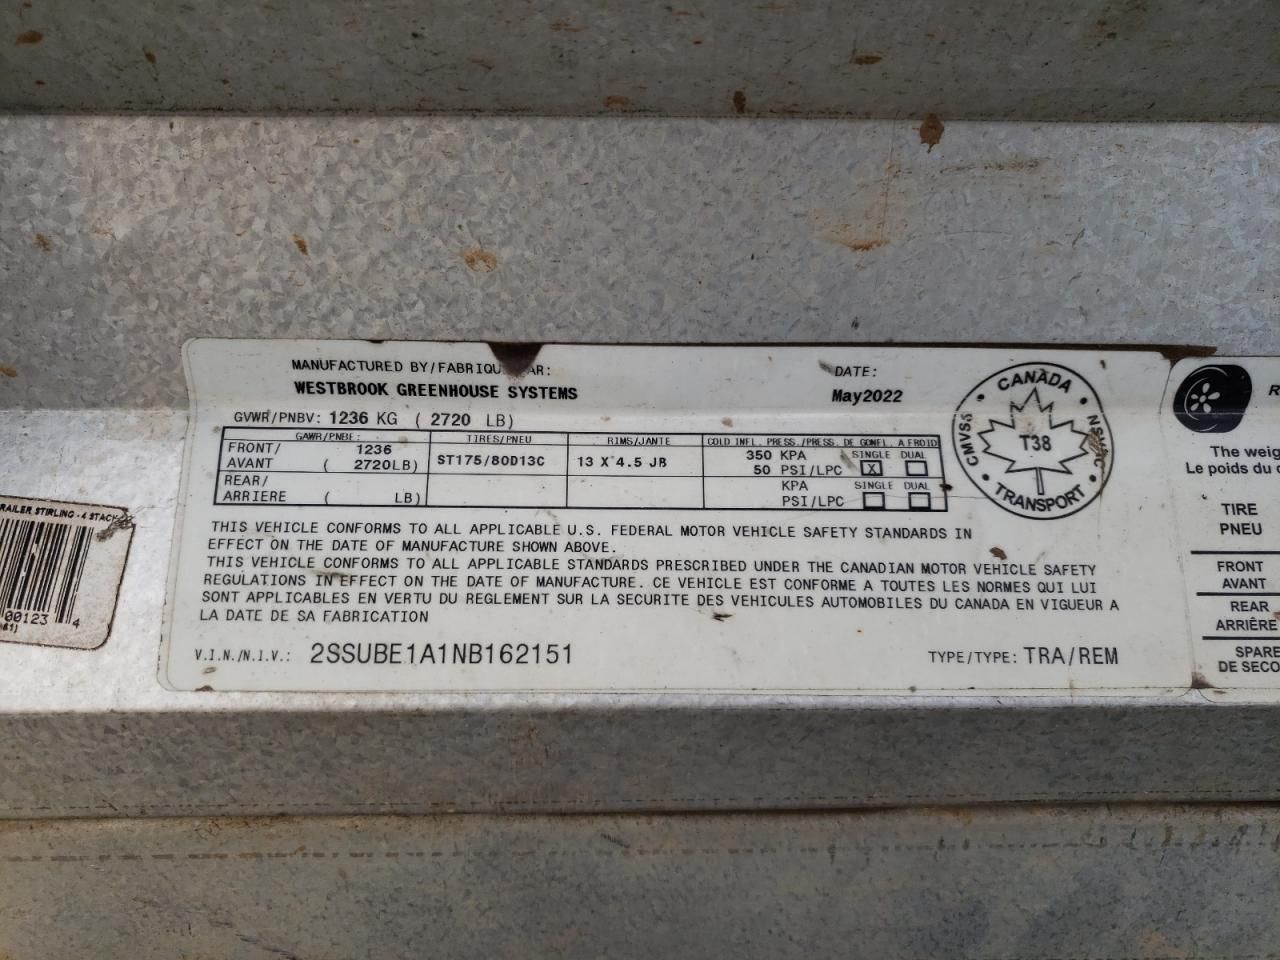 MANUFACTURED BY/FABRIQU AR:
WESTBROOK GREENHOUSE SYSTEMS
DATE:
May2022
GVWR/PNBV: 1236 KG ( 2720 LB)
GAWR/PNBE: TIRES/PNEU RIMS/JANTE COLD INFL. PRESS./PRESS. DE GONFL. A FROID
FRONT/ 1236 350 KPA SINGLE DUAL
AVANT ( 2720LB) ST175/80D13C 13 X 4.5 JB 50 PSI/LPC X
REAR/ KPA SINGLE DUAL
ARRIERE ( LB) PSI/LPC
THIS VEHICLE CONFORMS TO ALL APPLICABLE U.S. FEDERAL MOTOR VEHICLE SAFETY STANDARDS IN
EFFECT ON THE DATE OF MANUFACTURE SHOWN ABOVE.
THIS VEHICLE CONFORMS TO ALL APPLICABLE STANDARDS PRESCRIBED UNDER THE CANADIAN MOTOR VEHICLE SAFETY
REGULATIONS IN EFFECT ON THE DATE OF MANUFACTURE. CE VEHICLE EST CONFORME A TOUTES LES NORMES QUI LUI
SONT APPLICABLES EN VERTU DU REGLEMENT SUR LA SECURITE DES VEHICULES AUTOMOBILES DU CANADA EN VIGUEUR A
LA DATE DE SA FABRICATION
V.I.N./N.I.V.: 2SSUBE1A1NB162151
TYPE/TYPE: TRA/REM
CANADA
CMVSS
T38
NSVAC
TRANSPORT
RAILER STIRLING - 4 STACK
00123 4
The weig
Le poids du c
TIRE
PNEU
FRONT
AVANT
REAR
ARRIÈRE
SPARE
DE SECO